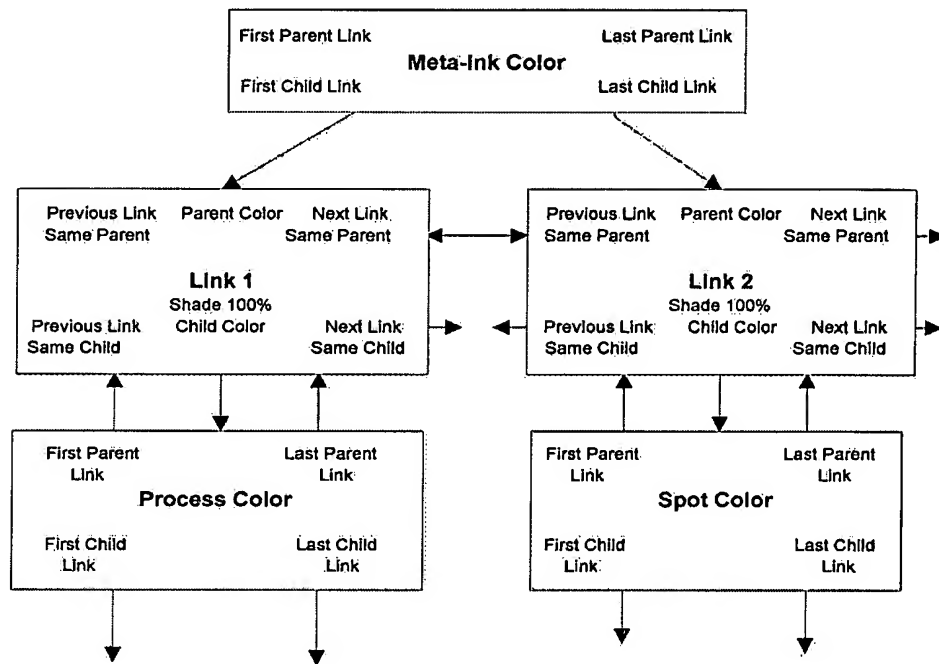 First Parent Link Last Parent Link
Meta-Ink Color
First Child Link Last Child Link
Previous Link Parent Color Next Link
Same Parent Same Parent
Link 1
Shade 100%
Previous Link Child Color Next Link
Same Child Same Child
Previous Link Parent Color Next Link
Same Parent Same Parent
Link 2
Shade 100%
Previous Link Child Color Next Link
Same Child Same Child
First Parent Last Parent
Link Link
Process Color
First Child Last Child
Link Link
First Parent Last Parent
Link Link
Spot Color
First Child Last Child
Link Link